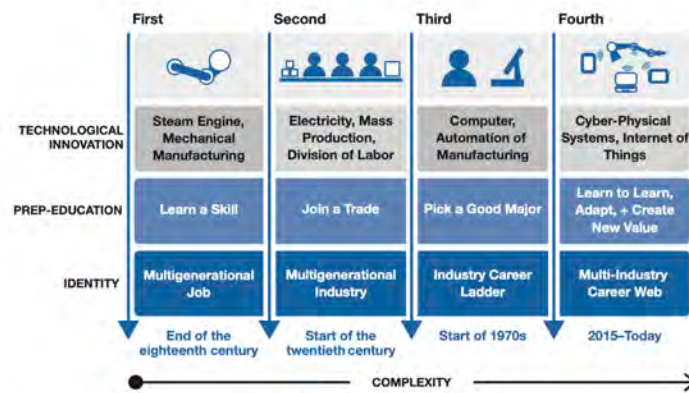 First Second Third Fourth
TECHNOLOGICAL INNOVATION
Steam Engine,
Mechanical
Manufacturing
Electricity, Mass
Production,
Division of Labor
Computer,
Automation of
Manufacturing
Cyber-Physical
Systems, Internet of
Things
PREP-EDUCATION
Learn a Skill
Join a Trade
Pick a Good Major
Learn to Learn,
Adapt, + Create
New Value
IDENTITY
Multigenerational
Job
Multigenerational
Industry
Industry Career
Ladder
Multi-Industry
Career Web
End of the
eighteenth century
Start of the
twentieth century
Start of 1970s
2015–Today
COMPLEXITY